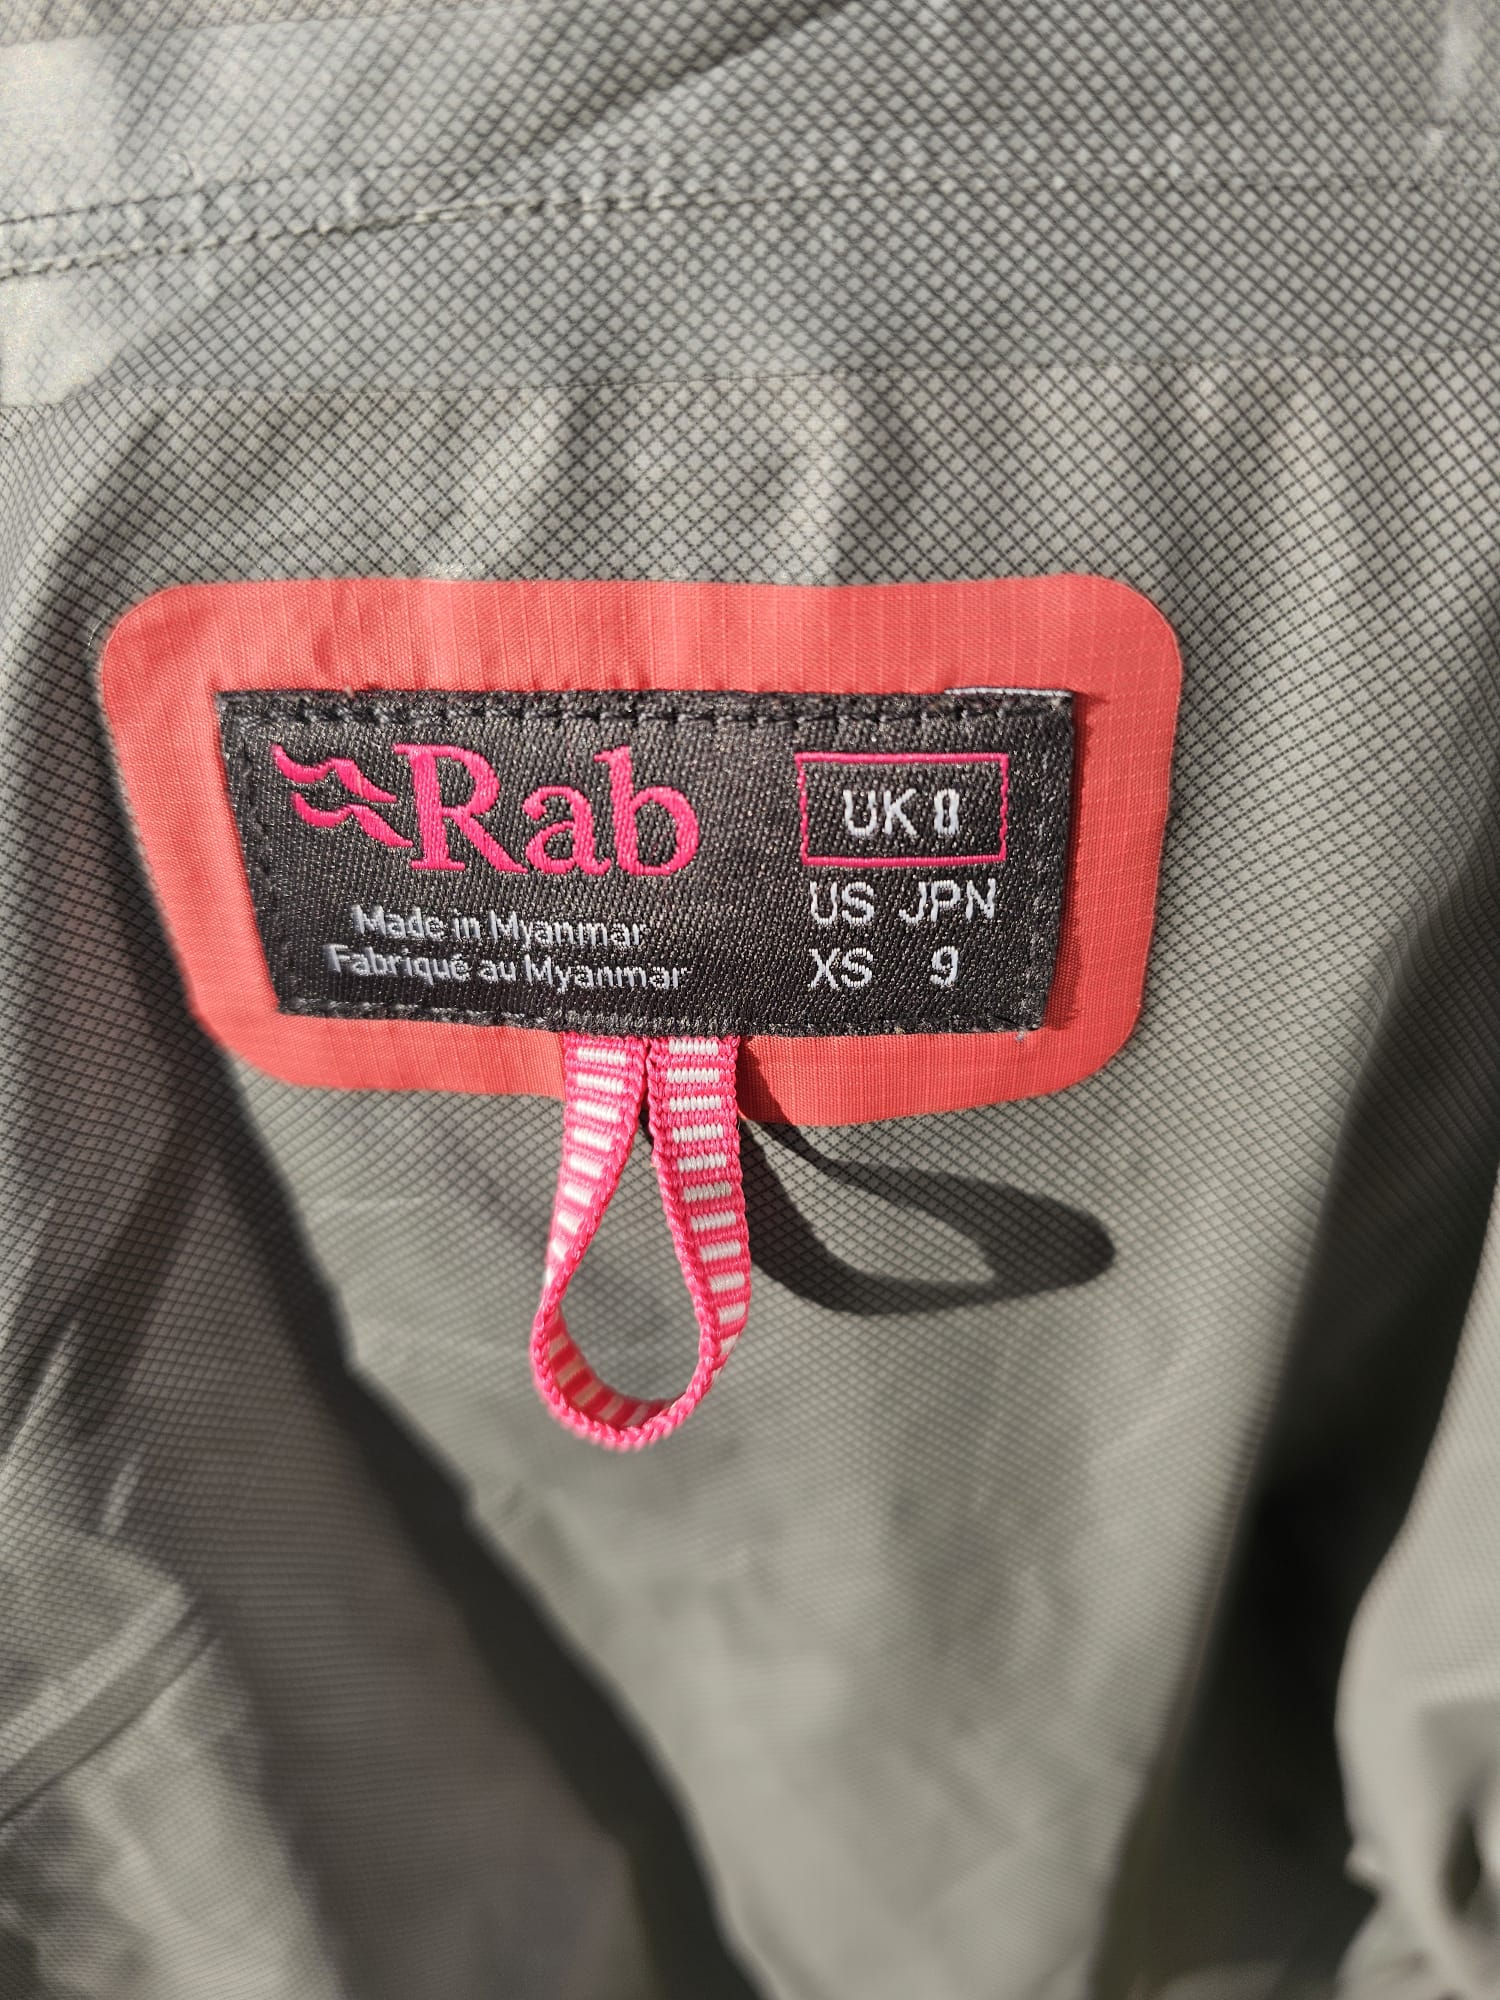 Rab
Made in Myanmar
Fabriqué au Myanmar
UK 8
US JPN
XS 9